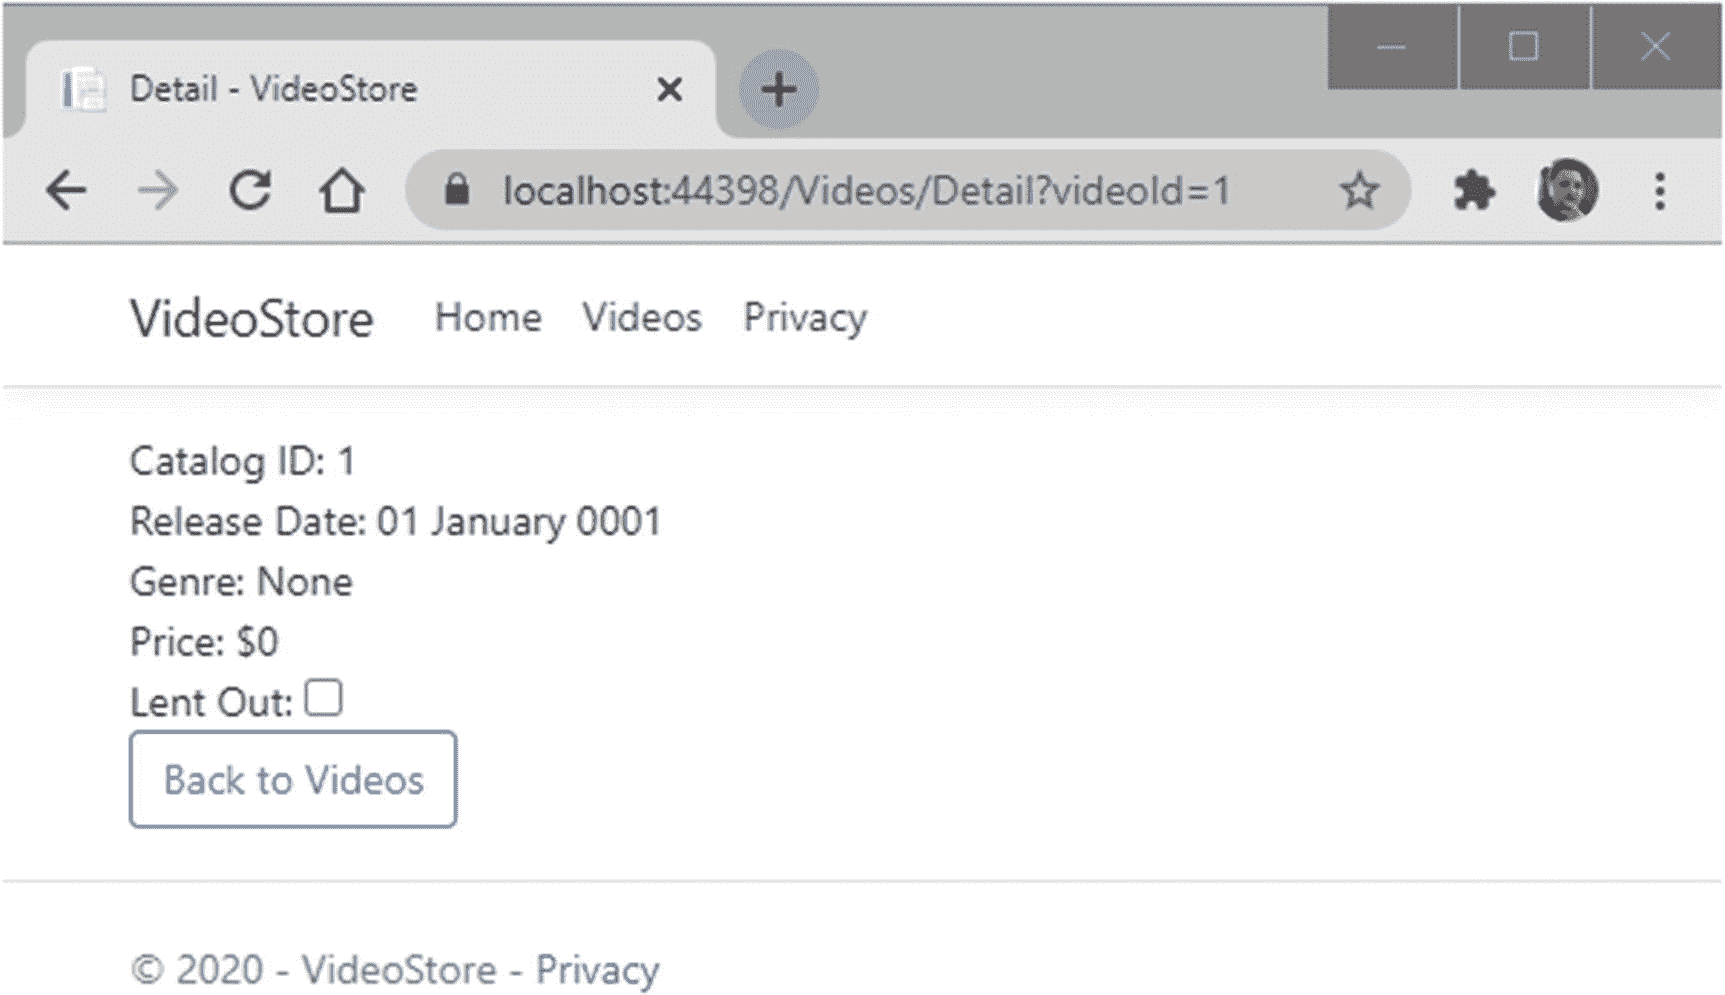 Detail - VideoStore
localhost:44398/Videos/Detail?videoId=1
VideoStore Home Videos Privacy
Catalog ID: 1
Release Date: 01 January 0001
Genre: None
Price: $0
Lent Out:
Back to Videos
© 2020 - VideoStore - Privacy